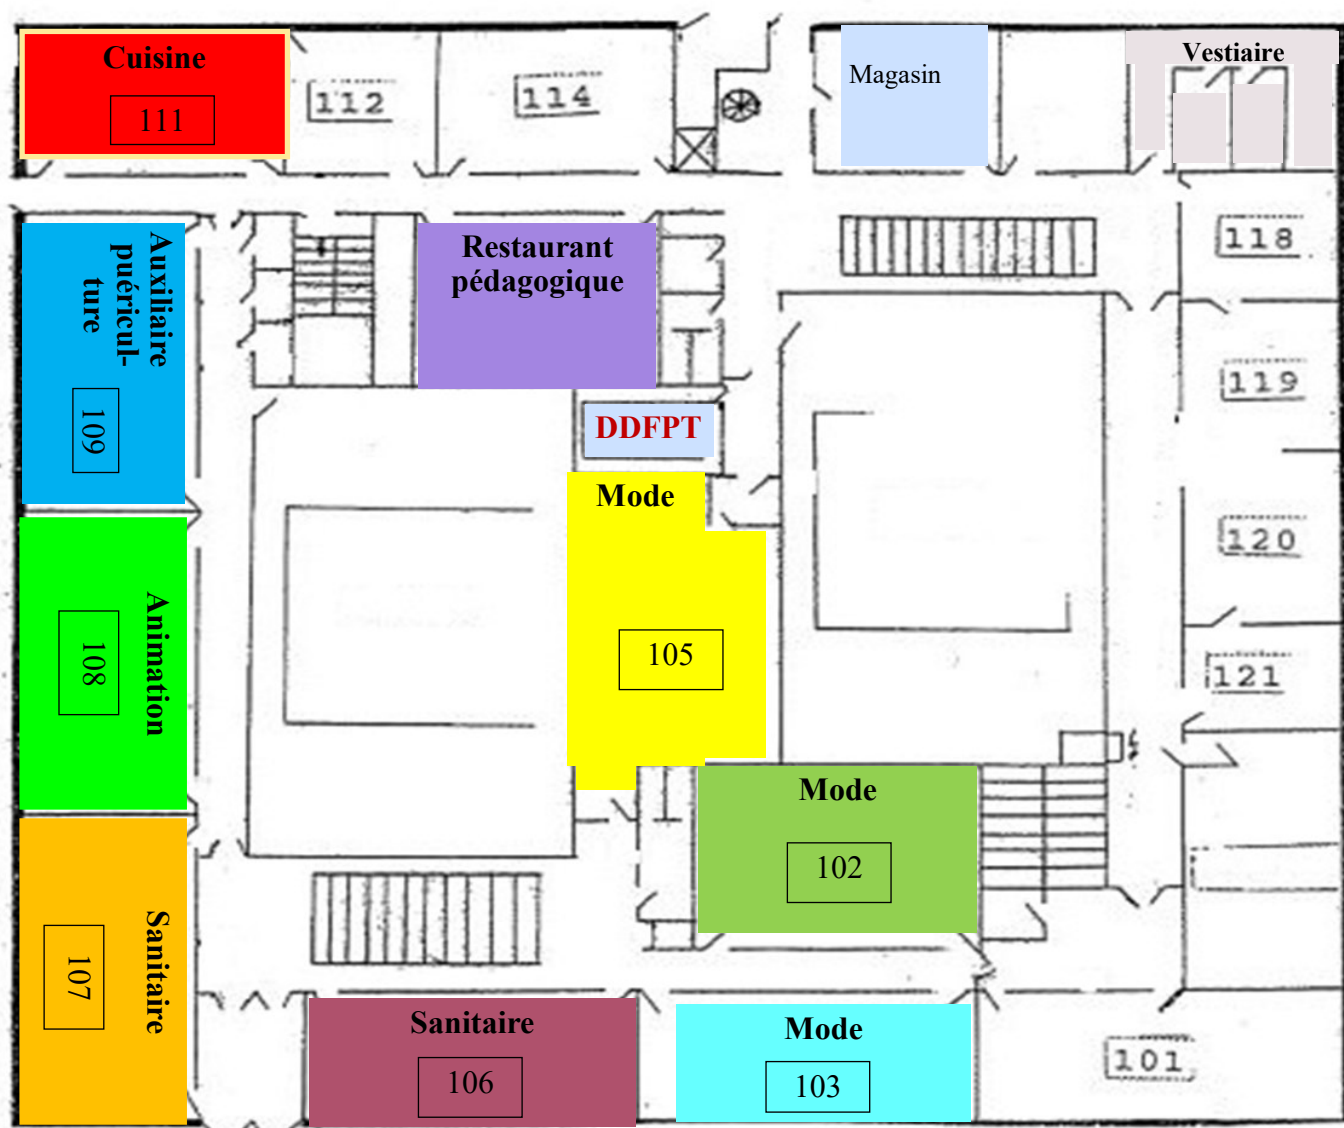 Cuisine
111
112
114
Magasin
Vestiaire
118
Auxiliaire
puéricul-
ture
109
Restaurant
pédagogique
119
DDFPT
Mode
105
120
Animation
108
121
Mode
102
Sanitaire
107
Sanitaire
106
Mode
103
101